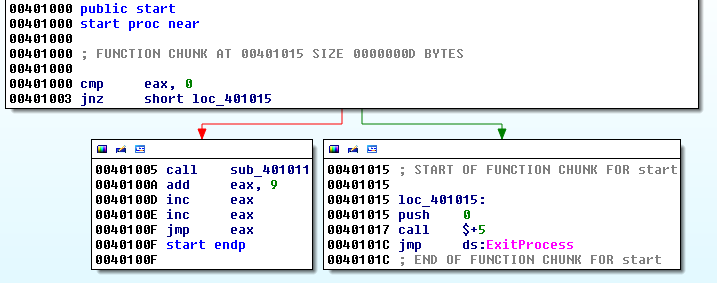 00401000 public start
00401000 start proc near
00401000
00401000 ; FUNCTION CHUNK AT 00401015 SIZE 0000000D BYTES
00401000
00401000 cmp     eax, 0
00401003 jnz     short loc_401015
00401005 call    sub_401011
0040100A add     eax, 9
0040100D inc     eax
0040100E inc     eax
0040100F jmp     eax
0040100F start endp
0040100F
00401015 ; START OF FUNCTION CHUNK FOR start
00401015
00401015 loc_401015:
00401015 push    0
00401017 call    $+5
0040101C jmp     ds:ExitProcess
0040101C ; END OF FUNCTION CHUNK FOR start